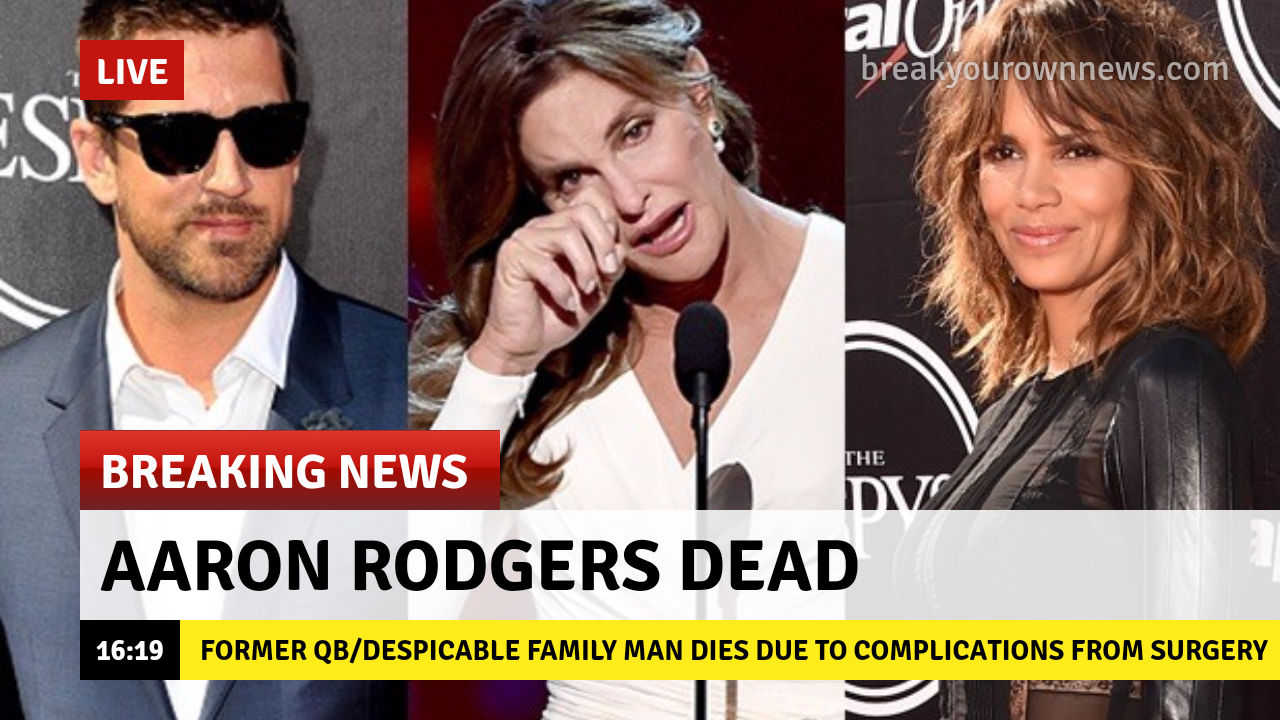 LIVE
breakyourownnews.com
THE
BREAKING NEWS
AARON RODGERS DEAD
16:19 FORMER QB/DESPICABLE FAMILY MAN DIES DUE TO COMPLICATIONS FROM SURGERY